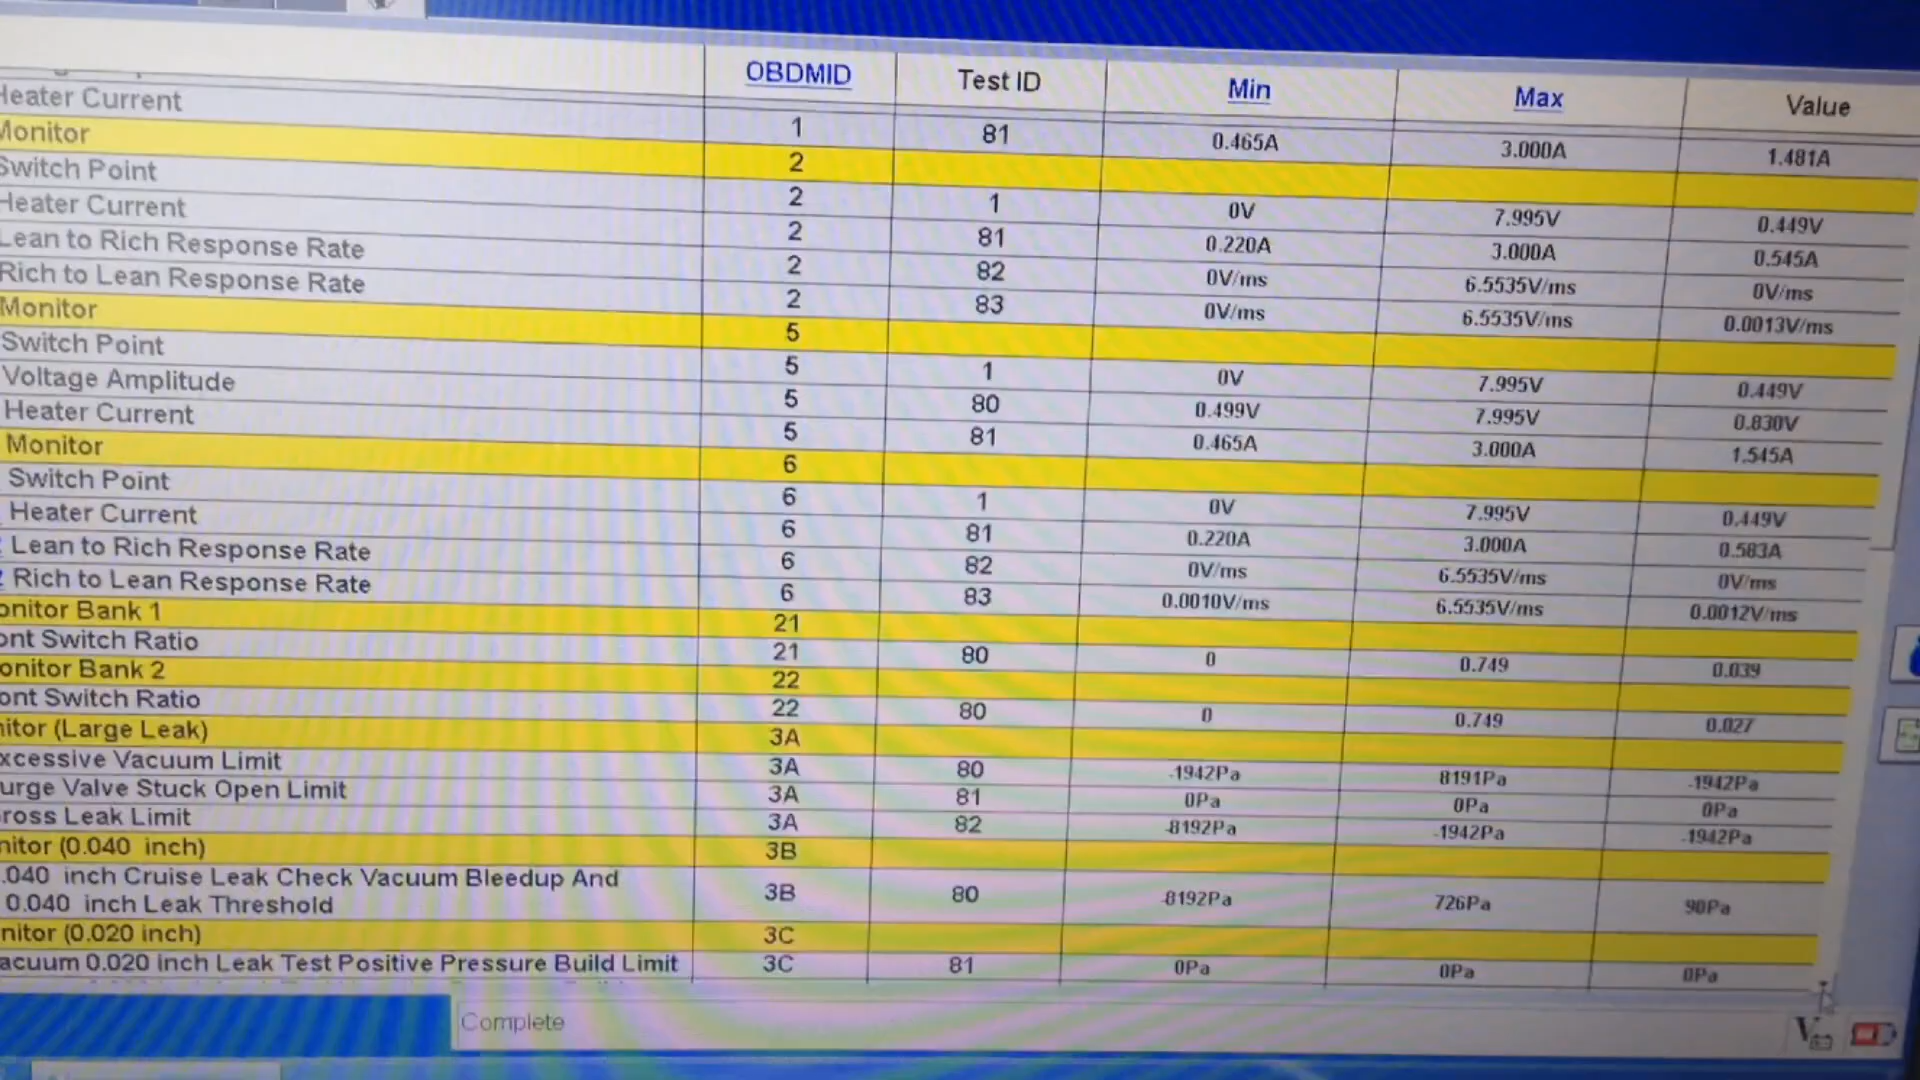 OBDMID Test ID Min Max Value
Heater Current 1 81 0.465A 3.000A 1.481A
Monitor 2
Switch Point 2 1 0V 7.995V 0.449V
Heater Current 2 81 0.220A 3.000A 0.545A
Lean to Rich Response Rate 2 82 0V/ms 6.5535V/ms 0V/ms
Rich to Lean Response Rate 2 83 0V/ms 6.5535V/ms 0.0013V/ms
Monitor 5
Switch Point 5 1 0V 7.995V 0.449V
Voltage Amplitude 5 80 0.499V 7.995V 0.830V
Heater Current 5 81 0.465A 3.000A 1.545A
Monitor 6
Switch Point 6 1 0V 7.995V 0.449V
Heater Current 6 81 0.220A 3.000A 0.583A
Lean to Rich Response Rate 6 82 0V/ms 6.5535V/ms 0V/ms
Rich to Lean Response Rate 6 83 0.0010V/ms 6.5535V/ms 0.0012V/ms
onitor Bank 1 21
ont Switch Ratio 21 80 0 0.749 0.039
onitor Bank 2 22
ont Switch Ratio 22 80 0 0.749 0.027
nitor (Large Leak) 3A
xcessive Vacuum Limit 3A 80 -1942Pa 8191Pa -1942Pa
urge Valve Stuck Open Limit 3A 81 0Pa 0Pa 0Pa
ross Leak Limit 3A 82 -8192Pa -1942Pa -1942Pa
nitor (0.040 inch) 3B
.040 inch Cruise Leak Check Vacuum Bleedup And
0.040 inch Leak Threshold 3B 80 -8192Pa 726Pa 90Pa
nitor (0.020 inch) 3C
acuum 0.020 inch Leak Test Positive Pressure Build Limit 3C 81 0Pa 0Pa 0Pa
Complete